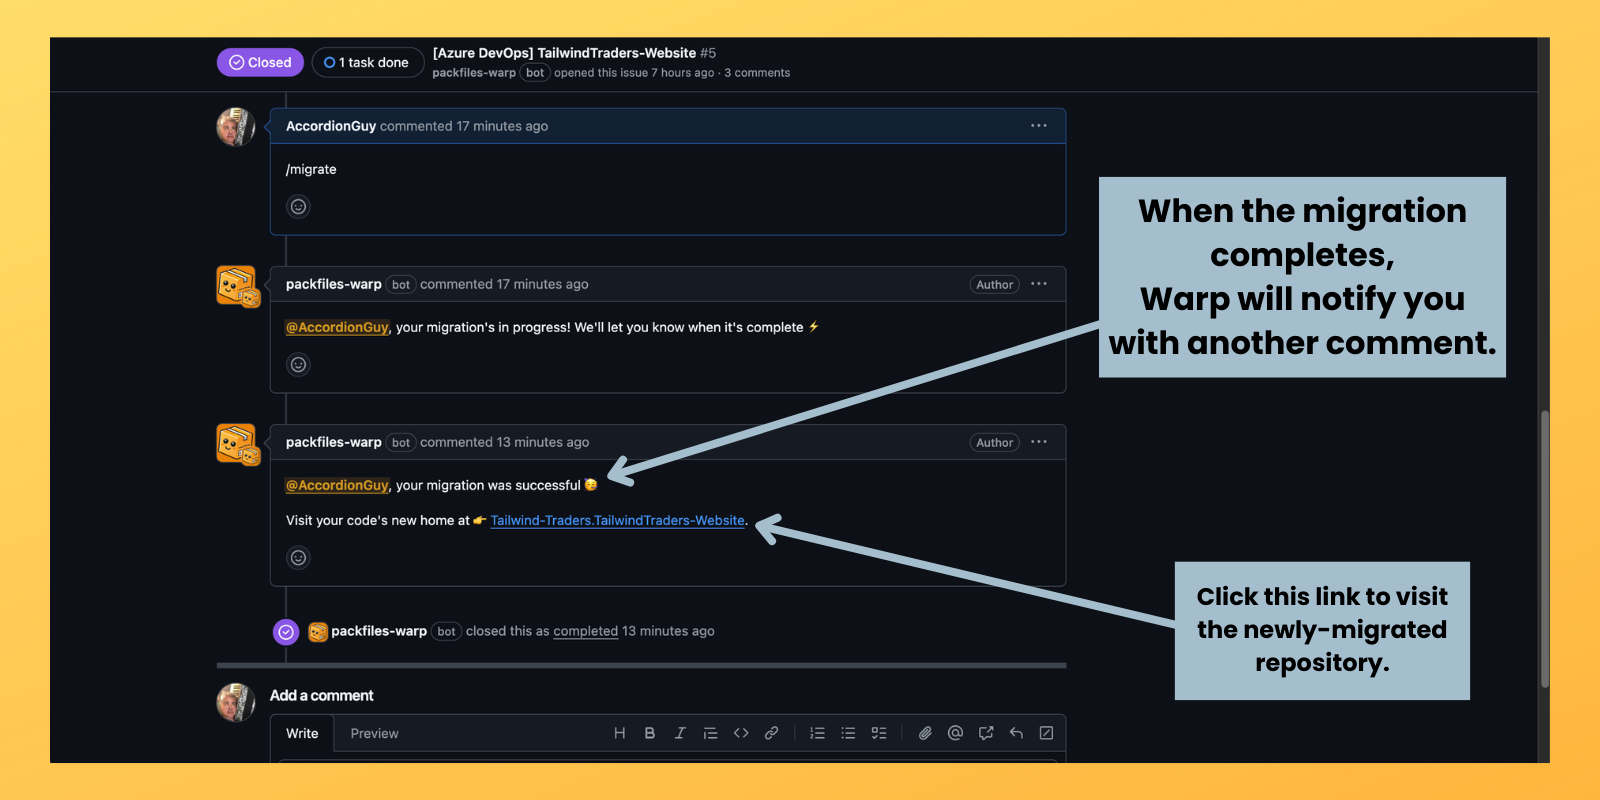 Closed
1 task done
[Azure DevOps] TailwindTraders-Website #5
packfiles-warp bot opened this issue 7 hours ago · 3 comments
AccordionGuy commented 17 minutes ago
/migrate
packfiles-warp bot commented 17 minutes ago Author
@AccordionGuy, your migration's in progress! We'll let you know when it's complete ⚡
packfiles-warp bot commented 13 minutes ago Author
@AccordionGuy, your migration was successful 🥳
Visit your code's new home at 👉 Tailwind-Traders.TailwindTraders-Website.
packfiles-warp bot closed this as completed 13 minutes ago
Add a comment
Write Preview
When the migration
completes,
Warp will notify you
with another comment.
Click this link to visit
the newly-migrated
repository.